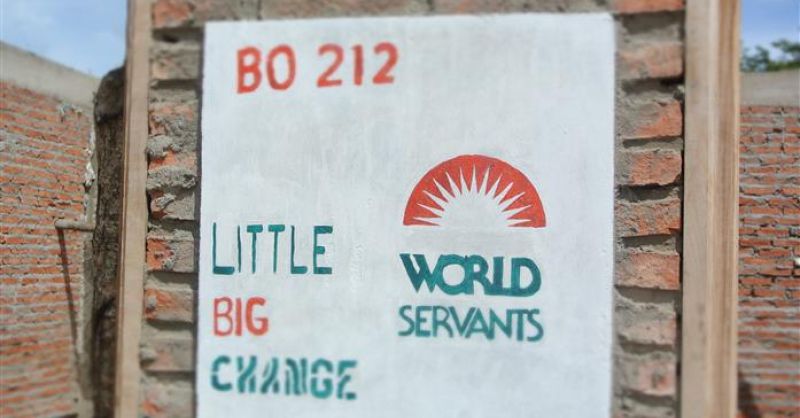 BO 212
LITTLE
BIG
CHANGE
WORLD
SERVANTS